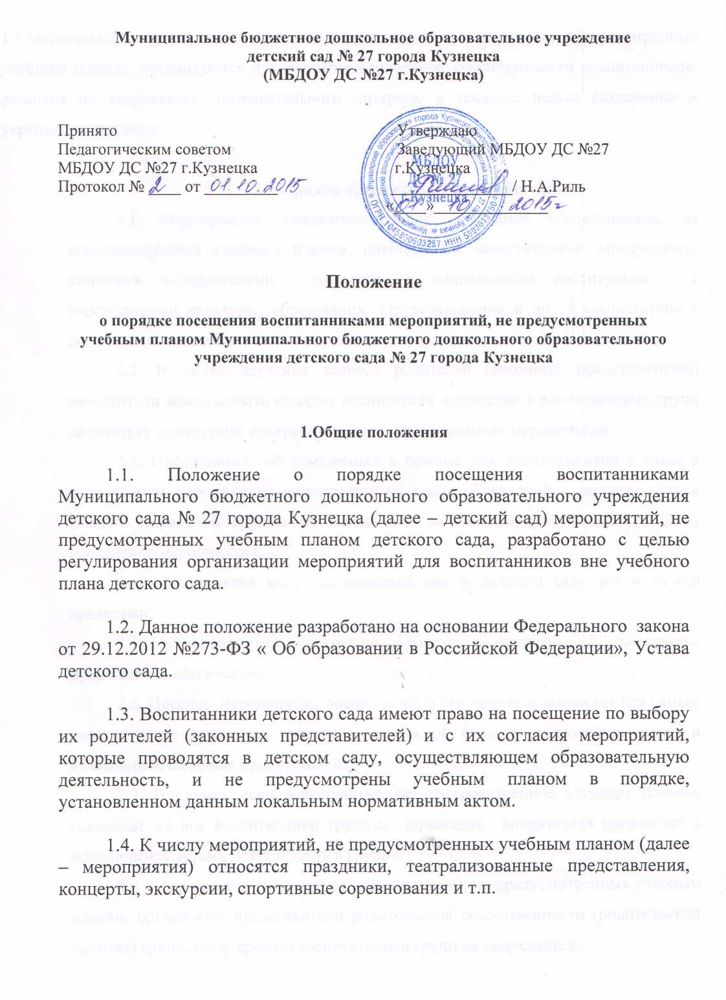 Муниципальное бюджетное дошкольное образовательное учреждение
детский сад № 27 города Кузнецка
(МБДОУ ДС №27 г.Кузнецка)
Принято Утверждаю
Педагогическим советом Заведующий МБДОУ ДС №27
МБДОУ ДС №27 г.Кузнецка г.Кузнецка
Протокол № 2 от 01.10.2015 / Н.А.Риль
«01» 10 2015г
МБДОУ
ДС № 27
г.Кузнецка
ОГРН 1045800603287 ИНН 5803013750
Положение
о порядке посещения воспитанниками мероприятий, не предусмотренных
учебным планом Муниципального бюджетного дошкольного образовательного
учреждения детского сада № 27 города Кузнецка
1.Общие положения
1.1. Положение о порядке посещения воспитанниками
Муниципального бюджетного дошкольного образовательного учреждения
детского сада № 27 города Кузнецка (далее – детский сад) мероприятий, не
предусмотренных учебным планом детского сада, разработано с целью
регулирования организации мероприятий для воспитанников вне учебного
плана детского сада.
1.2. Данное положение разработано на основании Федерального закона
от 29.12.2012 №273-ФЗ « Об образовании в Российской Федерации», Устава
детского сада.
1.3. Воспитанники детского сада имеют право на посещение по выбору
их родителей (законных представителей) и с их согласия мероприятий,
которые проводятся в детском саду, осуществляющем образовательную
деятельность, и не предусмотрены учебным планом в порядке,
установленном данным локальным нормативным актом.
1.4. К числу мероприятий, не предусмотренных учебным планом (далее
– мероприятия) относятся праздники, театрализованные представления,
концерты, экскурсии, спортивные соревнования и т.п.